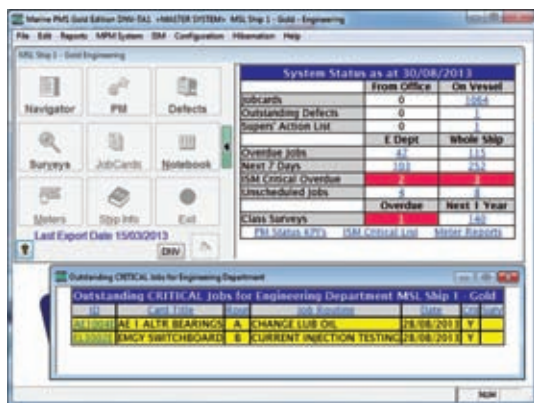 Marine PMS Gold Edition DNV-TA1 «MASTER SYSTEM» MSL Ship 1 - Gold - Engineering
File Edit Reports MPM System ISM Configuration Hibernation Help
MSL Ship 1 - Gold Engineering
Navigator PM Defects
Surveys JobCards Notebook
Meters Ship Info Exit
Last Export Date 15/03/2013
DNV
System Status as at 30/08/2013
From Office On Vessel
Jobcards 0 1064
Outstanding Defects 0 1
Supers' Action List 0 1
E Dept Whole Ship
Overdue Jobs 42 115
Next 7 Days 103 252
ISM Critical Overdue 2
Unscheduled Jobs 4 8
Overdue Next 1 Year
Class Surveys 1 140
PM Status KPI's ISM Critical List Meter Reports
Outstanding CRITICAL Jobs for Engineering Department
Outstanding CRITICAL Jobs for Engineering Department MSL Ship 1 - Gold
ID Card Title Rout Job Routine Date Crit Surv
AE 1 ALTR BEARINGS A CHANGE LUB OIL 28/08/2013 Y
EMGY SWITCHBOARD B CURRENT INJECTION TESTING 28/08/2013 Y
NUM